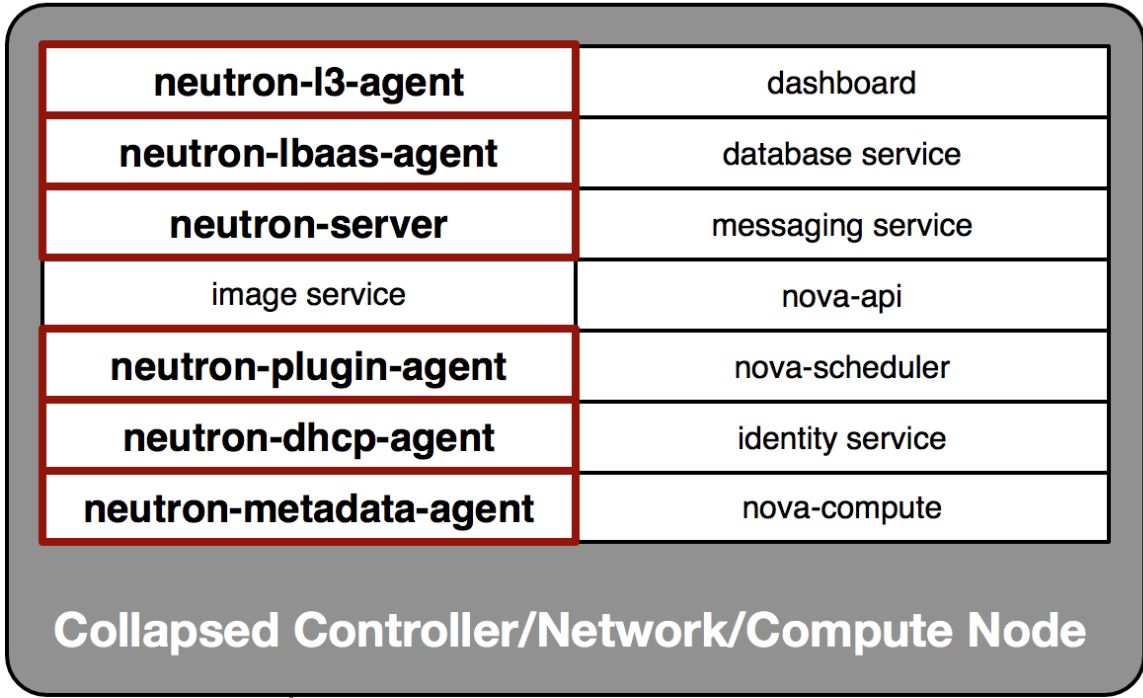 neutron-l3-agent dashboard
neutron-lbaas-agent database service
neutron-server messaging service
image service nova-api
neutron-plugin-agent nova-scheduler
neutron-dhcp-agent identity service
neutron-metadata-agent nova-compute
Collapsed Controller/Network/Compute Node